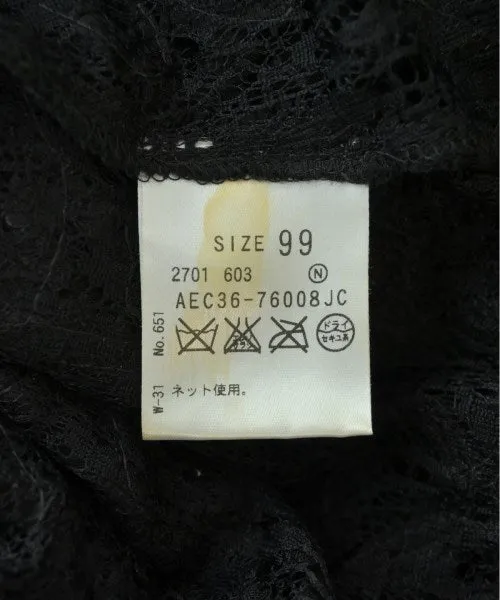 SIZE 99
2701 603 N
AEC36-76008JC
ドライ
セキユ系
ネット使用。
W-31 No.651